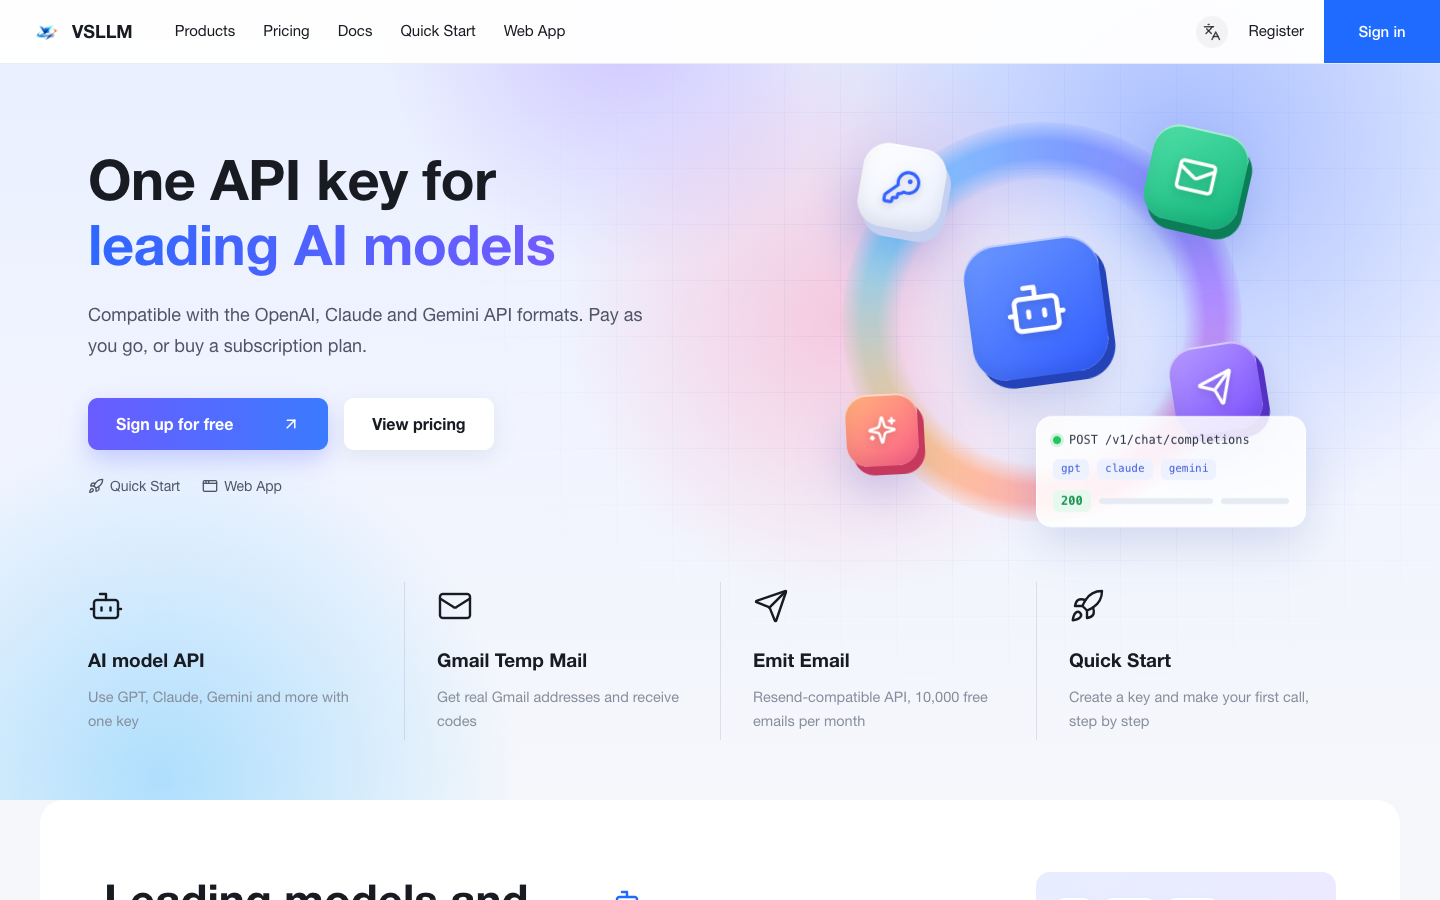 VSLLM
Products
Pricing
Docs
Quick Start
Web App
Register
Sign in
One API key for
leading AI models
Compatible with the OpenAI, Claude and Gemini API formats. Pay as
you go, or buy a subscription plan.
Sign up for free
View pricing
Quick Start
Web App
POST /v1/chat/completions
gpt
claude
gemini
200
AI model API
Use GPT, Claude, Gemini and more with
one key
Gmail Temp Mail
Get real Gmail addresses and receive
codes
Emit Email
Resend-compatible API, 10,000 free
emails per month
Quick Start
Create a key and make your first call,
step by step
Leading models and